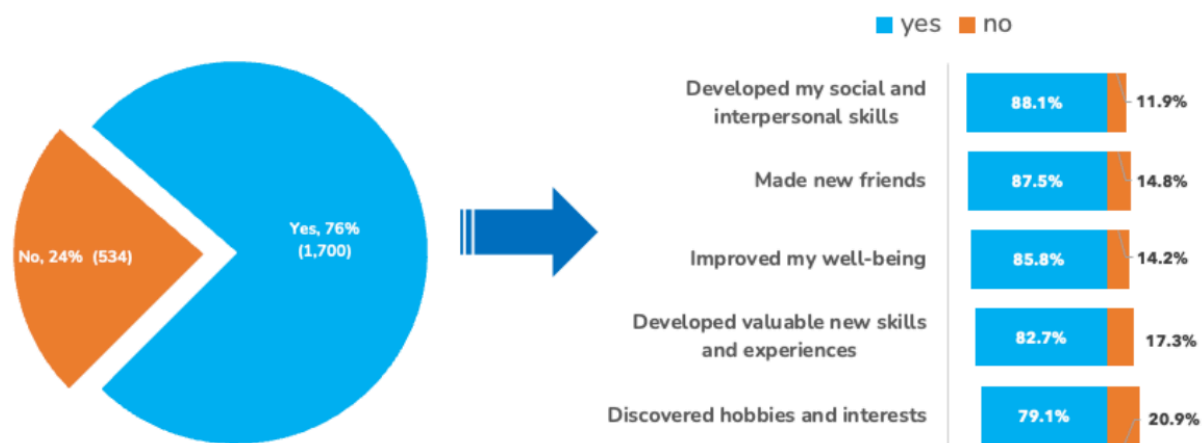 yes no
Developed my social and
interpersonal skills
88.1% 11.9%
Made new friends
87.5% 14.8%
Yes, 76%
(1,700)
No, 24% (534)
Improved my well-being
85.8% 14.2%
Developed valuable new skills
and experiences
82.7% 17.3%
Discovered hobbies and interests
79.1% 20.9%